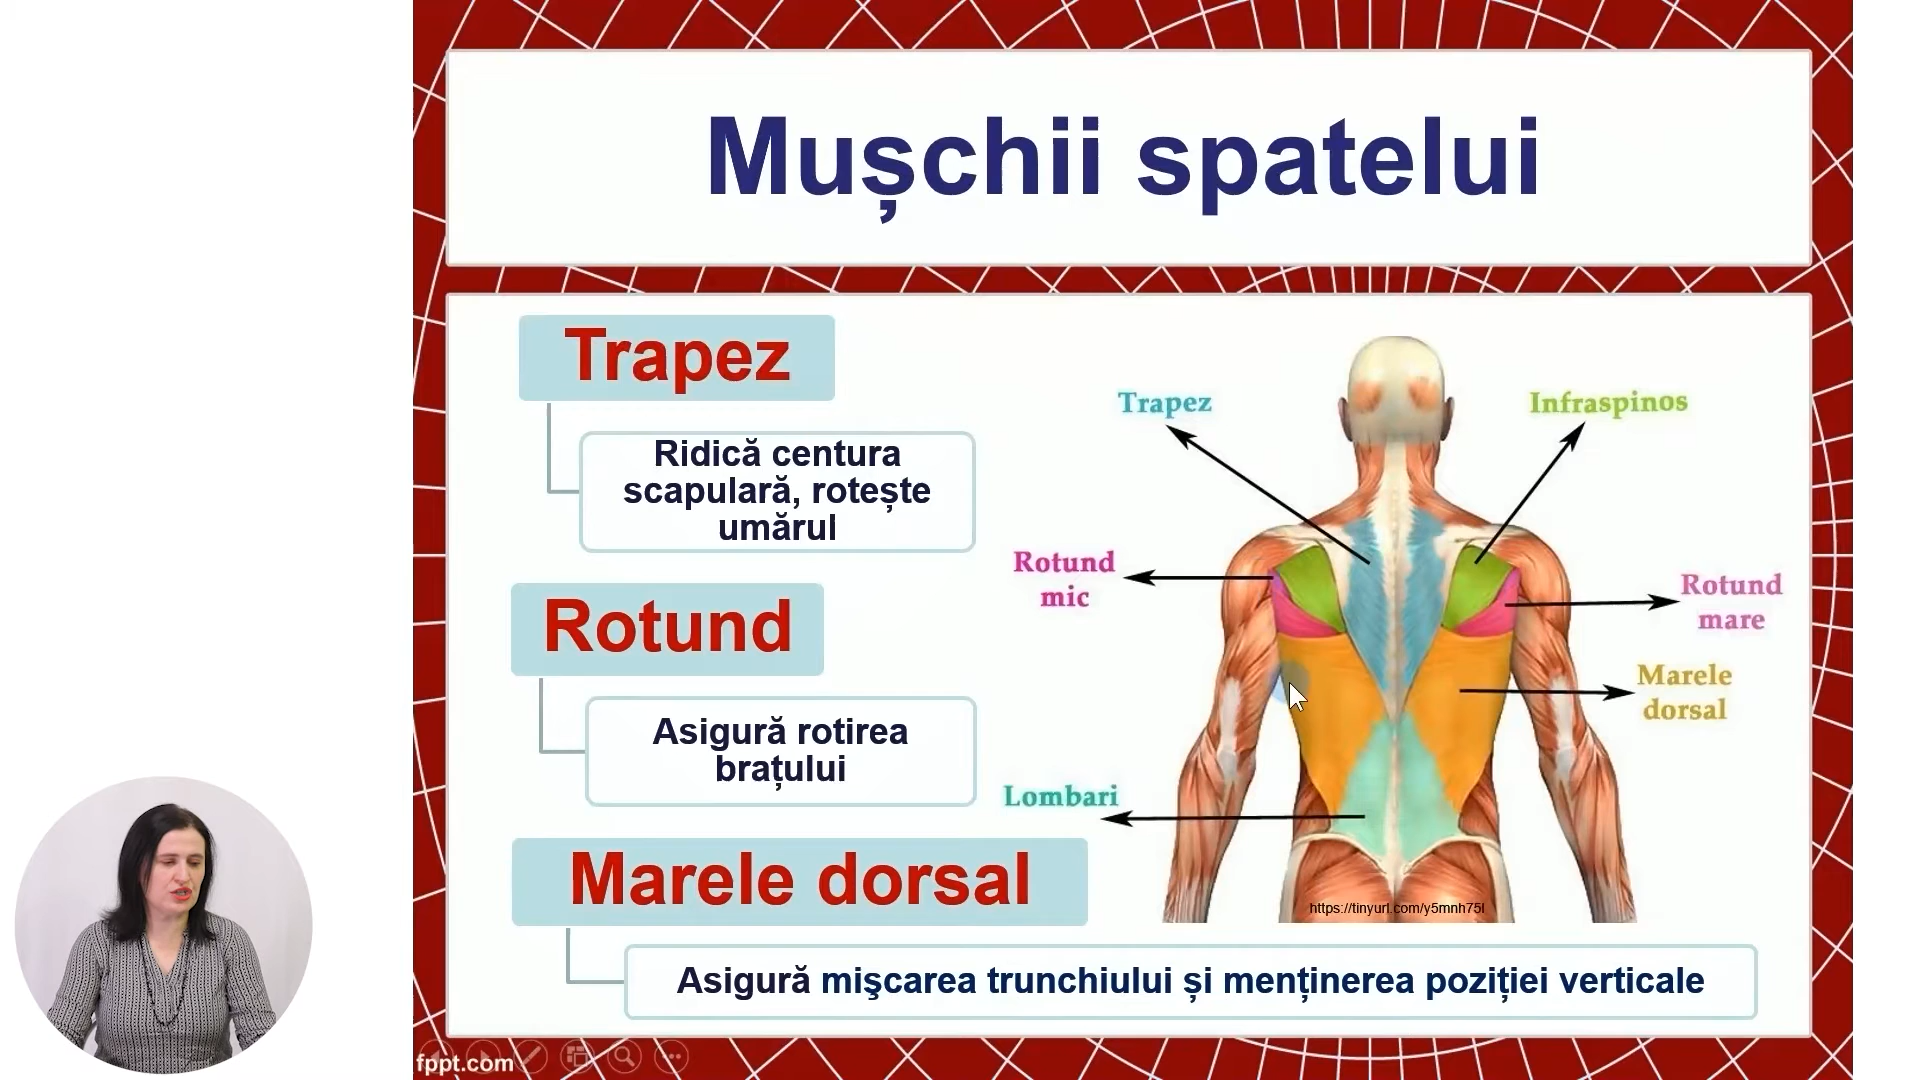 Mușchii spatelui
Trapez
Ridică centura
scapulară, rotește
umărul
Rotund
Asigură rotirea
brațului
Marele dorsal
Asigură mişcarea trunchiului și menținerea poziției verticale
Trapez
Infraspinos
Rotund
mic
Rotund
mare
Marele
dorsal
Lombari
https://tinyurl.com/y5mnh75l
fppt.com